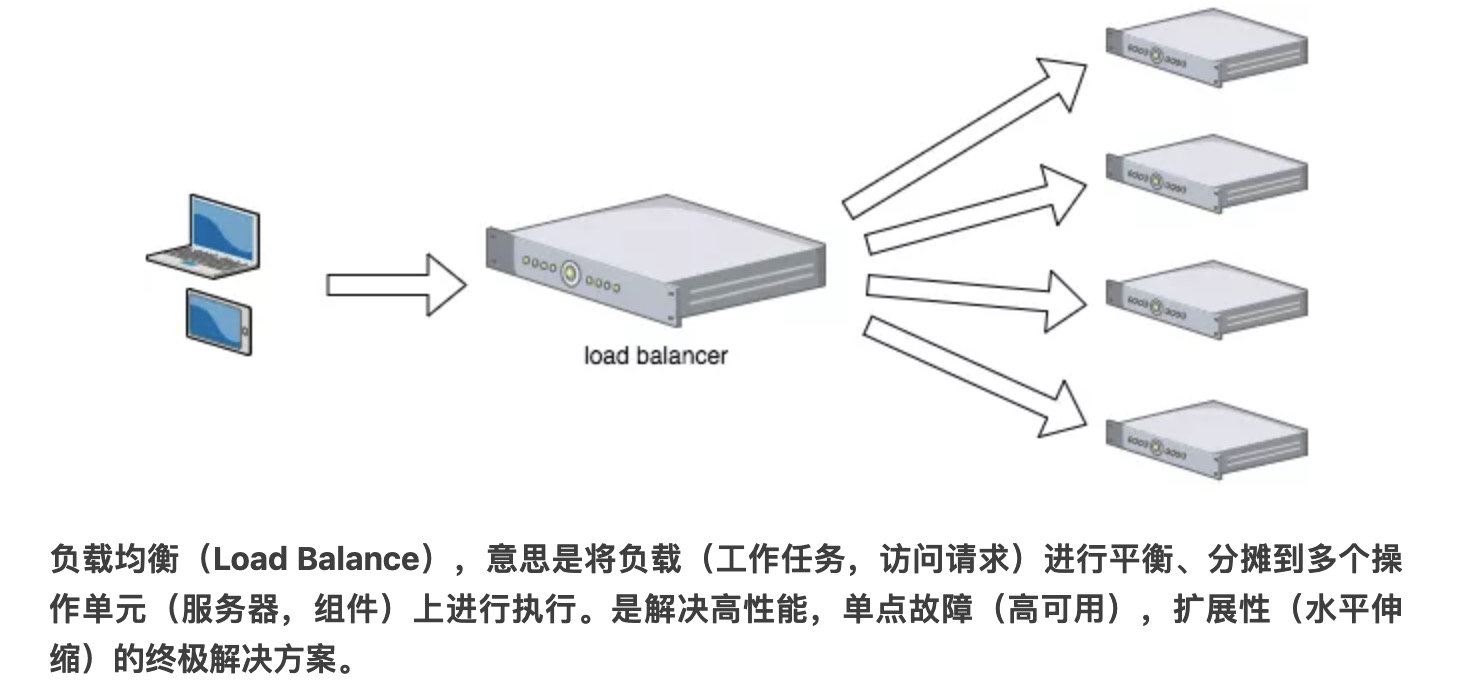 load balancer
负载均衡（Load Balance），意思是将负载（工作任务，访问请求）进行平衡、分摊到多个操
作单元（服务器，组件）上进行执行。是解决高性能，单点故障（高可用），扩展性（水平伸
缩）的终极解决方案。